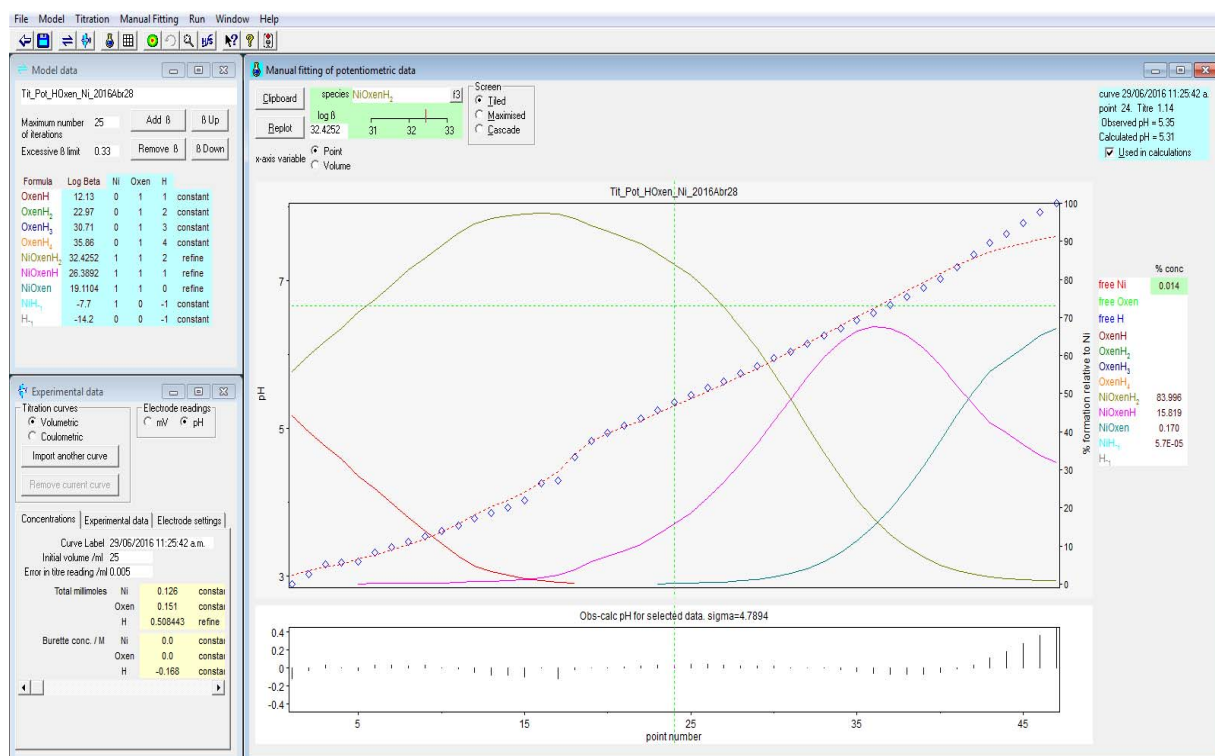 File Model Titration Manual Fitting Run Window Help
Model data
Tit_Pot_HOxen_Ni_2016Abr28
Maximum number of iterations 25
Add ß
ß Up
Excessive ß limit 0.33
Remove ß
ß Down
Formula Log Beta Ni Oxen H
OxenH 12.13 0 1 1 constant
OxenH₂ 22.97 0 1 2 constant
OxenH₃ 30.71 0 1 3 constant
OxenH₄ 35.86 0 1 4 constant
NiOxenH₂ 32.4252 1 1 2 refine
NiOxenH 26.3892 1 1 1 refine
NiOxen 19.1104 1 1 0 refine
NiH₋₁ -7.7 1 0 -1 constant
H₋₁ -14.2 0 0 -1 constant
Experimental data
Titration curves
Volumetric
Coulometric
Import another curve
Remove current curve
Electrode readings
mV pH
Concentrations Experimental data Electrode settings
Curve Label 29/06/2016 11:25:42 a.m.
Initial volume /ml 25
Error in titre reading /ml 0.005
Total millimoles Ni 0.126 constar
Oxen 0.151 constar
H 0.508443 refine
Burette conc. / M Ni 0.0 constar
Oxen 0.0 constar
H -0.168 constar
Manual fitting of potentiometric data
Clipboard
Replot
species NiOxenH₂ f3
log ß
32.4252
31 32 33
Screen
Tiled
Maximised
Cascade
x-axis variable Point
Volume
curve 29/06/2016 11:25:42 a.
point 24. Titre 1.14
Observed pH = 5.35
Calculated pH = 5.31
Used in calculations
Tit_Pot_HOxen_Ni_2016Abr28
pH
7
5
3
% formation relative to Ni
100
90
80
70
60
50
40
30
20
10
0
% conc
free Ni 0.014
free Oxen
free H
OxenH
OxenH₂
OxenH₃
OxenH₄
NiOxenH₂ 83.996
NiOxenH 15.819
NiOxen 0.170
NiH₋₁ 5.7E-05
H₋₁
Obs-calc pH for selected data. sigma=4.7894
0.4
0.2
0
-0.2
-0.4
5 15 25 35 45
point number